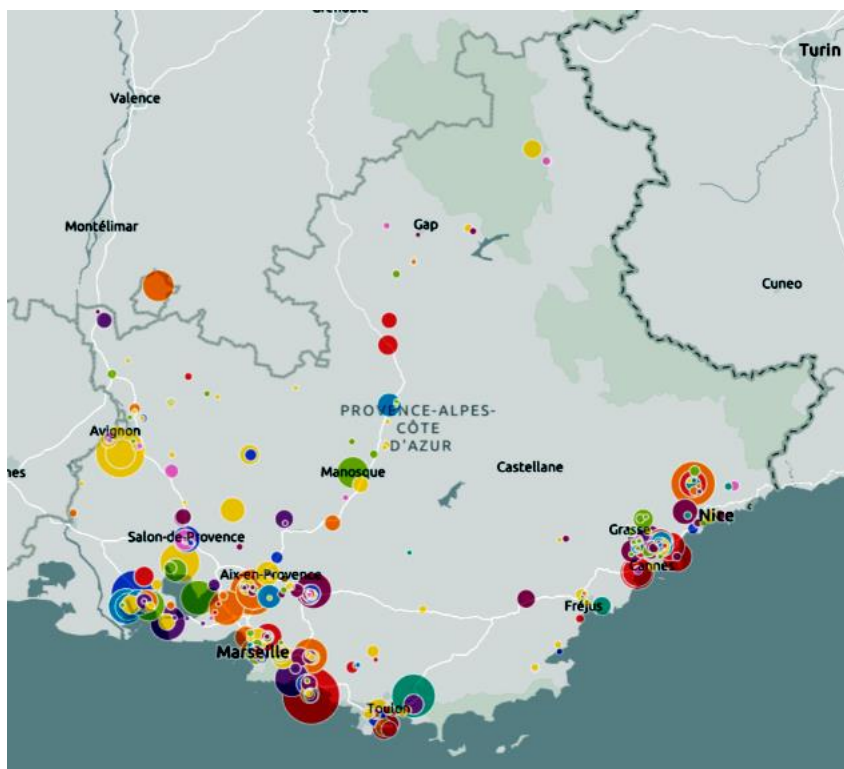 Grenoble
Turin
Valence
Montélimar
Gap
Cuneo
PROVENCE-ALPES-
CÔTE
D'AZUR
Avignon
nes
Manosque
Castellane
Nice
Salon-de-Provence
Grasse
Aix-en-Provence
Cannes
Fréjus
Marseille
Toulon